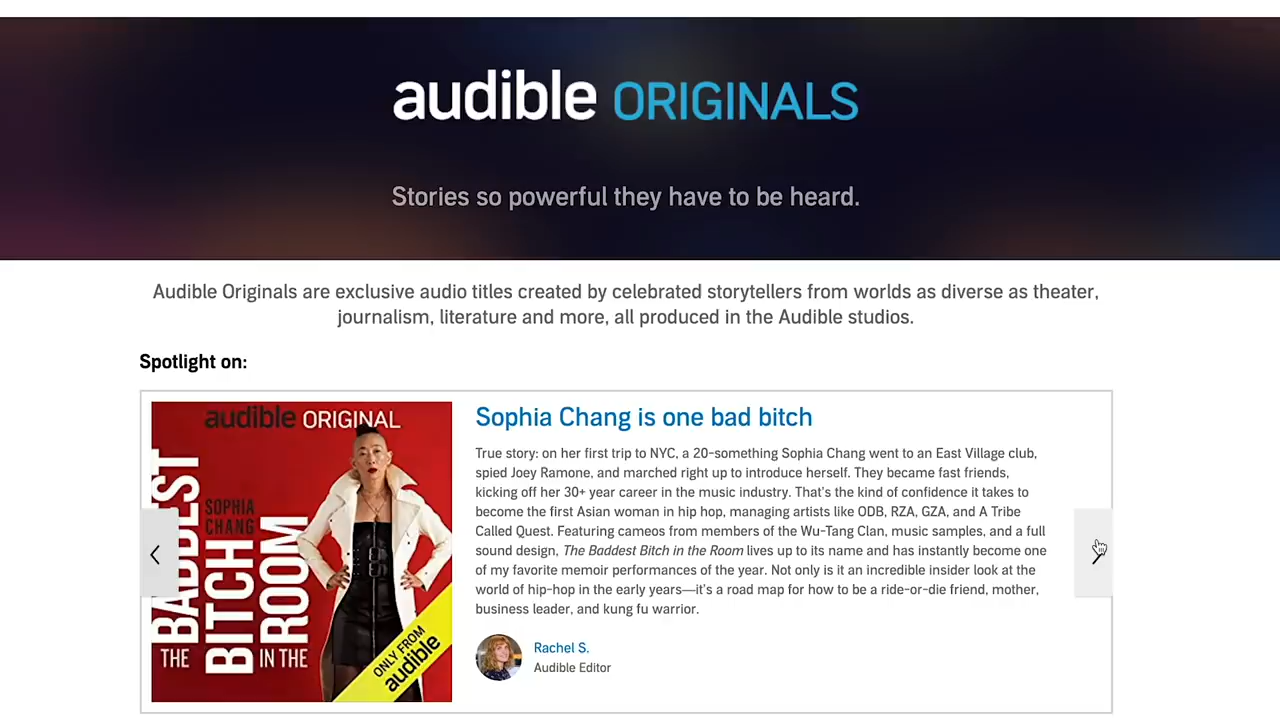 audible ORIGINALS
Stories so powerful they have to be heard.
Audible Originals are exclusive audio titles created by celebrated storytellers from worlds as diverse as theater,
journalism, literature and more, all produced in the Audible studios.
Spotlight on:
audible ORIGINAL
SOPHIA
CHANG
THE
BADDEST
BITCH
IN THE
ROOM
ONLY FROM
audible
Sophia Chang is one bad bitch
True story: on her first trip to NYC, a 20-something Sophia Chang went to an East Village club,
spied Joey Ramone, and marched right up to introduce herself. They became fast friends,
kicking off her 30+ year career in the music industry. That's the kind of confidence it takes to
become the first Asian woman in hip hop, managing artists like ODB, RZA, GZA, and A Tribe
Called Quest. Featuring cameos from members of the Wu-Tang Clan, music samples, and a full
sound design, The Baddest Bitch in the Room lives up to its name and has instantly become one
of my favorite memoir performances of the year. Not only is it an incredible insider look at the
world of hip-hop in the early years—it's a road map for how to be a ride-or-die friend, mother,
business leader, and kung fu warrior.
Rachel S.
Audible Editor